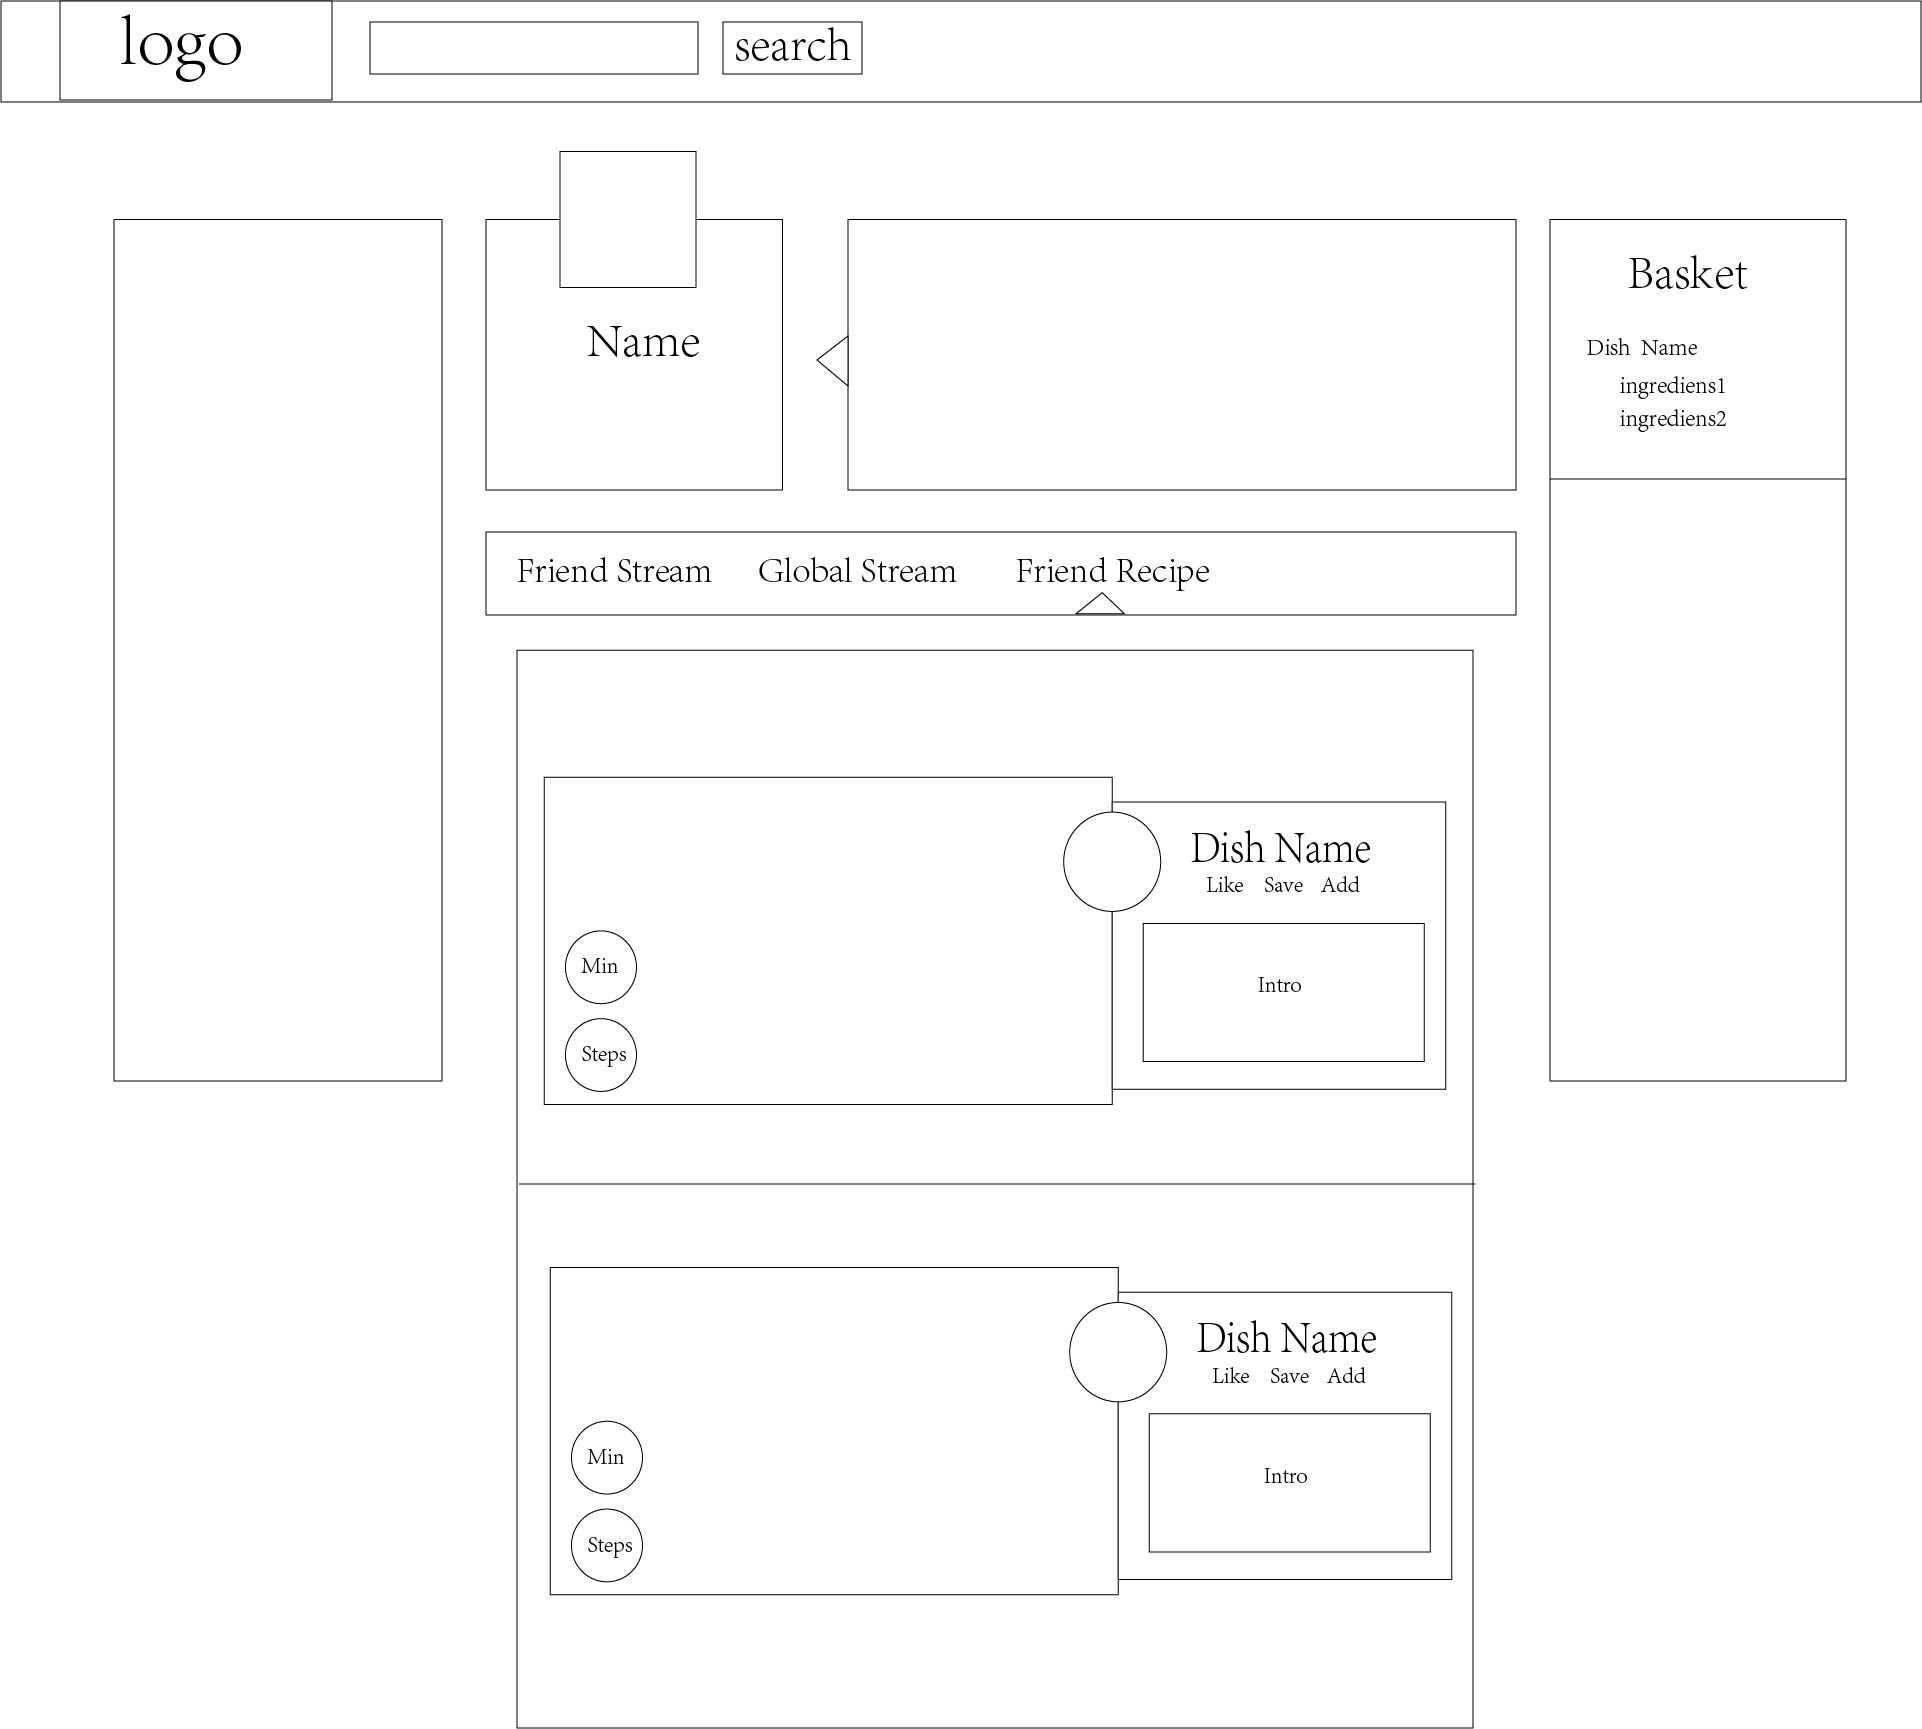 logo
search
Name
Basket
Dish Name
ingrediens1
ingrediens2
Friend Stream Global Stream Friend Recipe
Dish Name
Like Save Add
Min
Intro
Steps
Dish Name
Like Save Add
Min
Intro
Steps